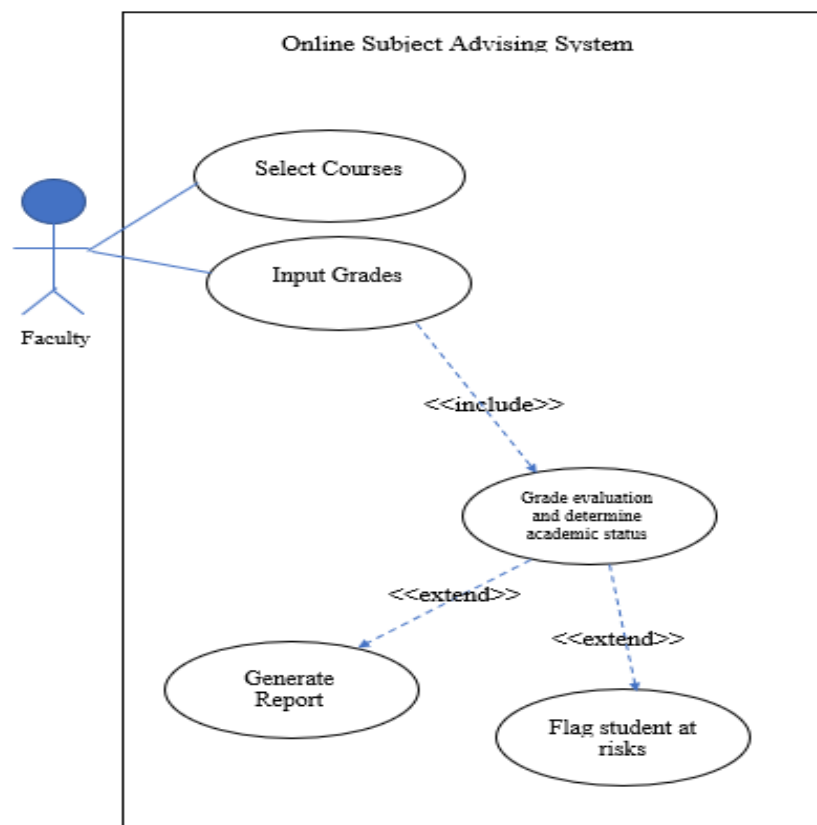 Online Subject Advising System
Select Courses
Input Grades
Faculty
<<include>>
Grade evaluation
and determine
academic status
<<extend>>
<<extend>>
Generate
Report
Flag student at
risks